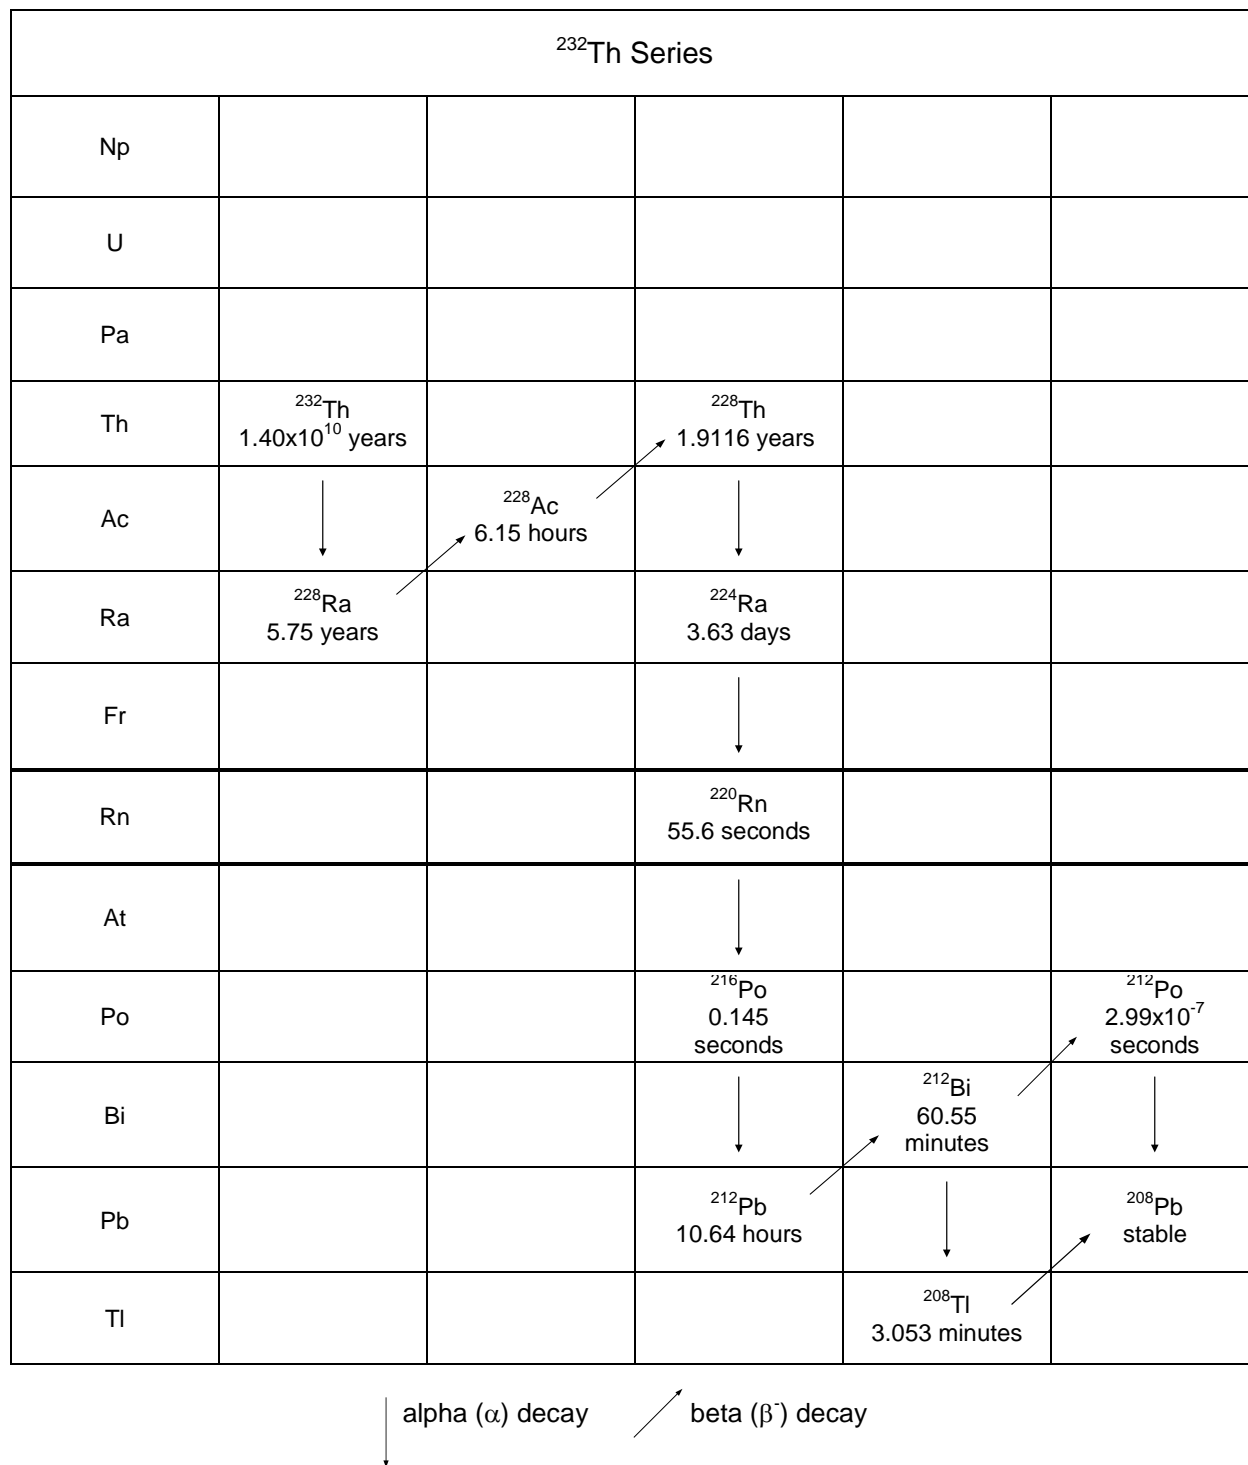 ²³²Th Series
Np
U
Pa
Th
²³²Th
1.40x10¹⁰ years
²²⁸Th
1.9116 years
Ac
²²⁸Ac
6.15 hours
Ra
²²⁸Ra
5.75 years
²²⁴Ra
3.63 days
Fr
Rn
²²⁰Rn
55.6 seconds
At
Po
²¹⁶Po
0.145
seconds
²¹²Po
2.99x10⁻⁷
seconds
Bi
²¹²Bi
60.55
minutes
Pb
²¹²Pb
10.64 hours
²⁰⁸Pb
stable
Tl
²⁰⁸Tl
3.053 minutes
alpha (α) decay
beta (β⁻) decay